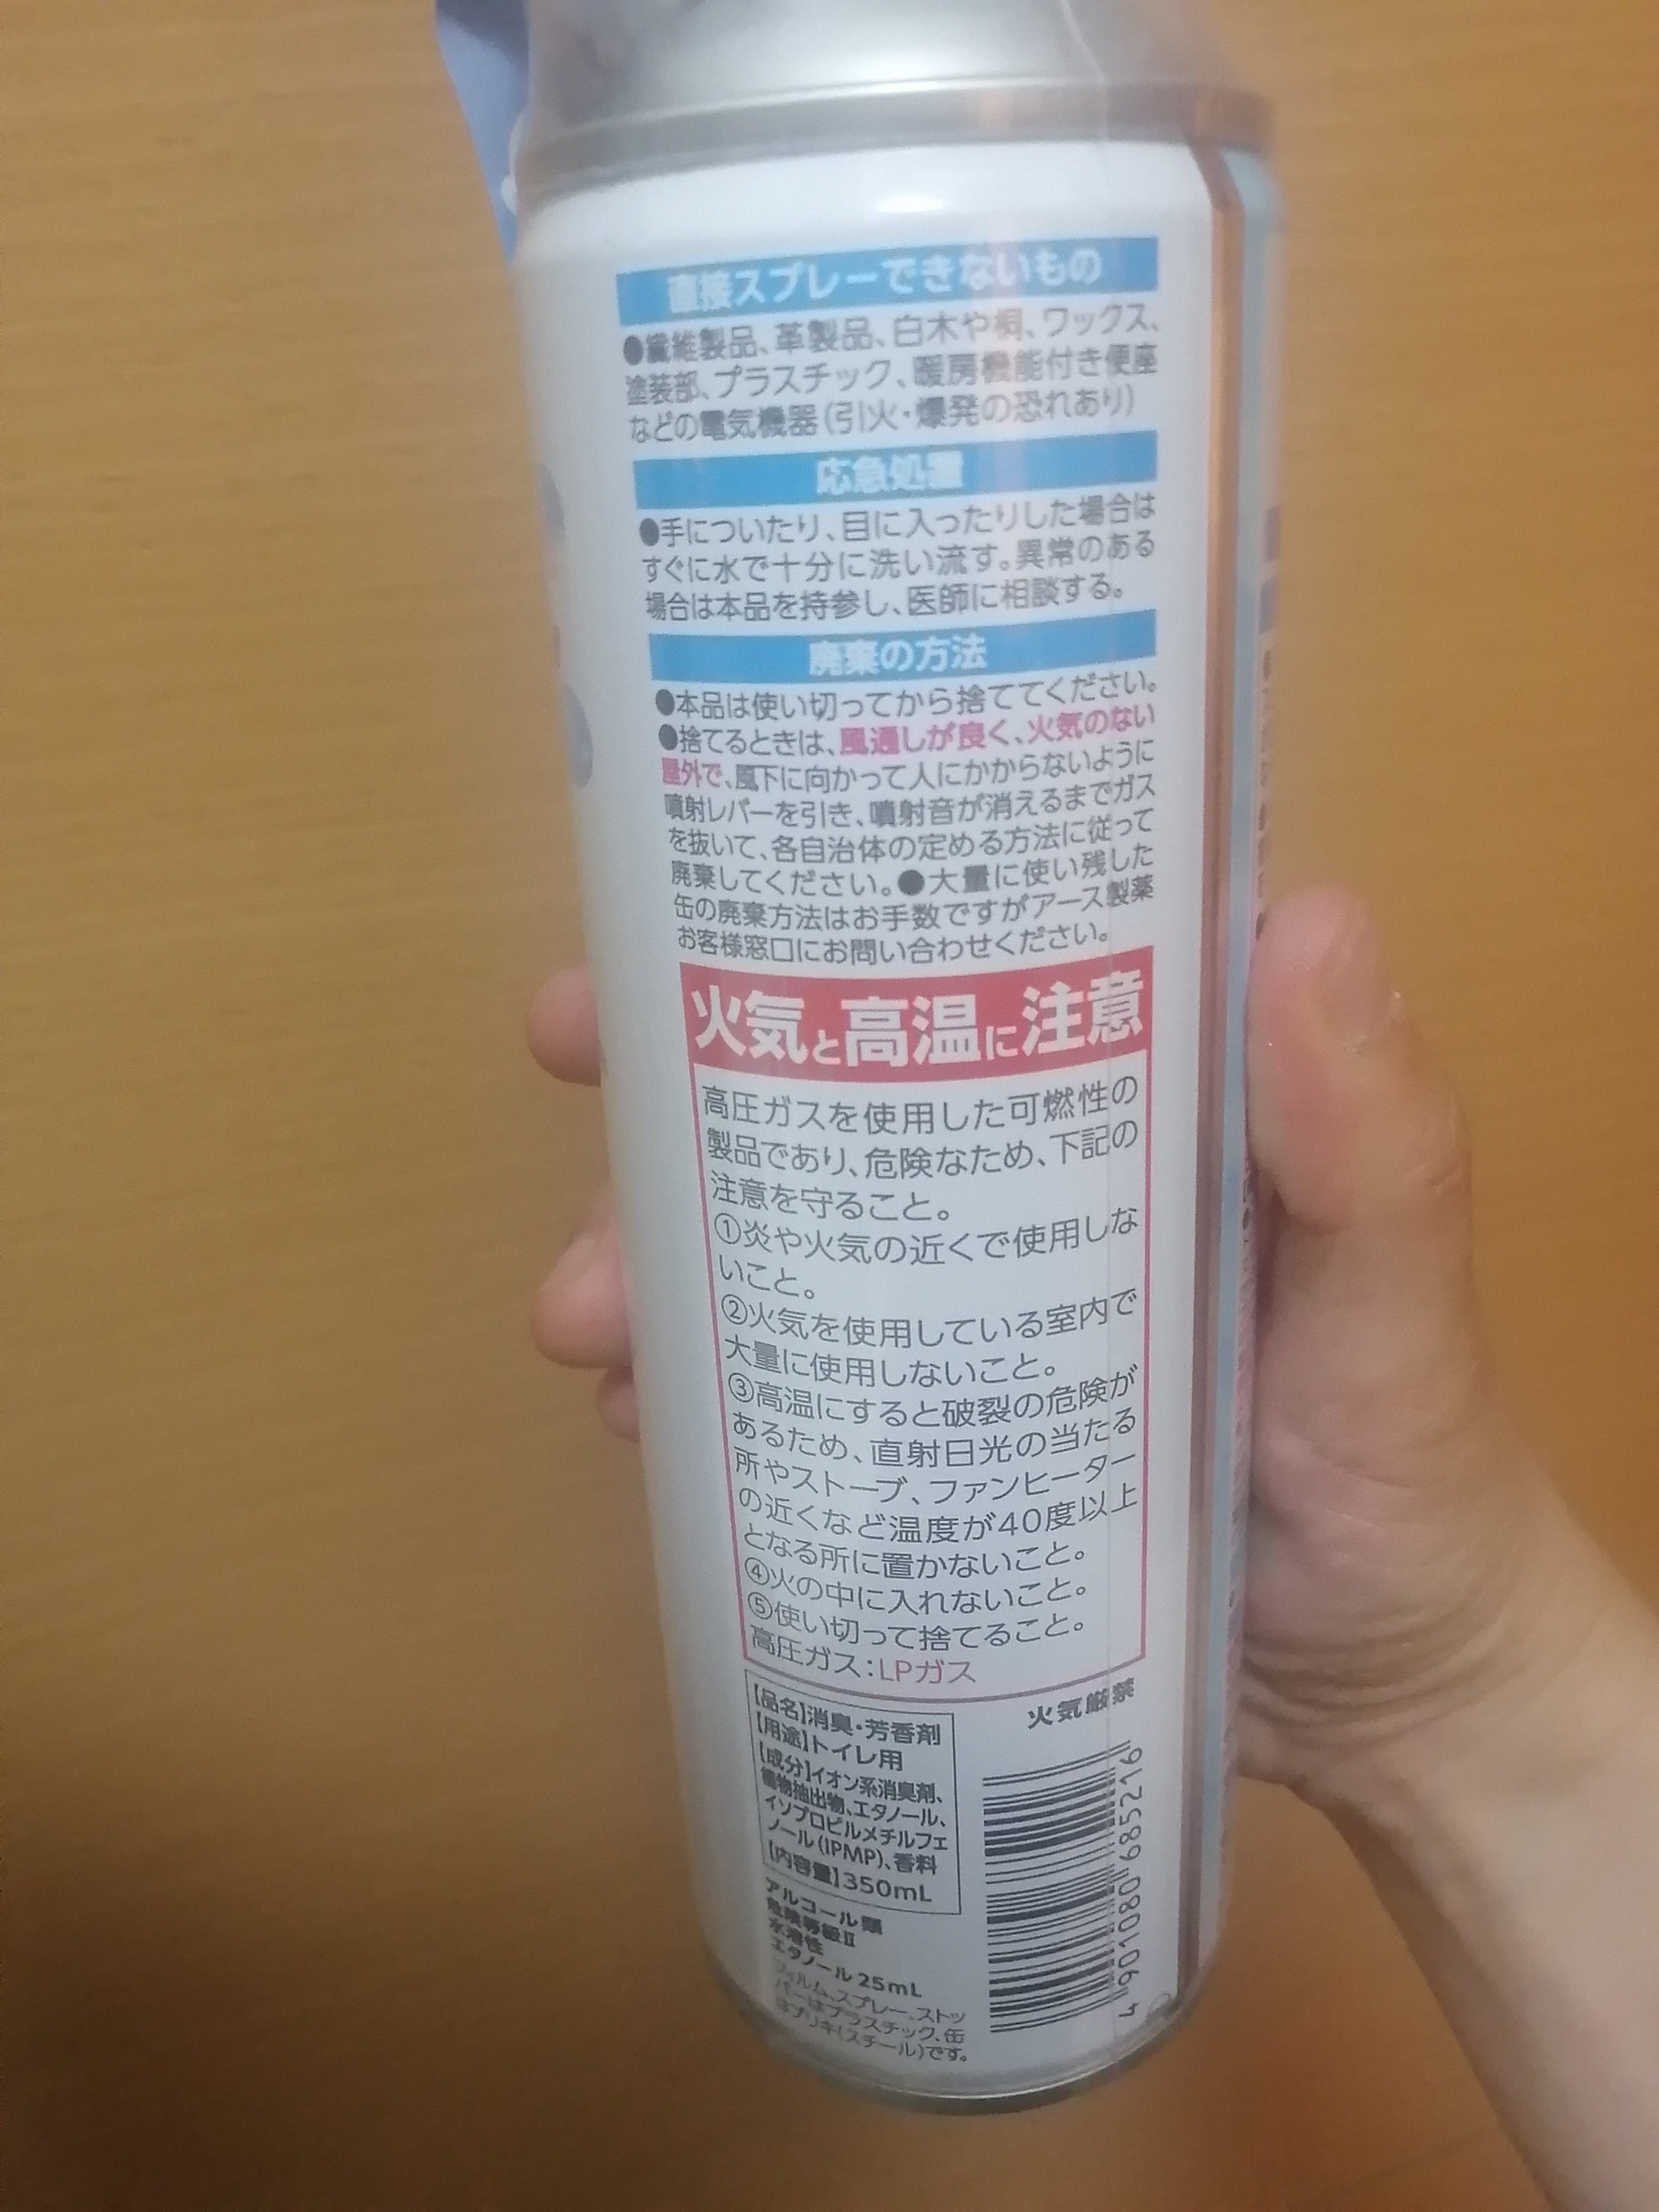 直接スプレーできないもの
●繊維製品、革製品、白木や桐、ワックス、
塗装部、プラスチック、暖房機能付き便座
などの電気機器(引火・爆発の恐れあり)
応急処置
●手についたり、目に入ったりした場合は
すぐに水で十分に洗い流す。異常のある
場合は本品を持参し、医師に相談する。
廃棄の方法
●本品は使い切ってから捨ててください。
●捨てるときは、風通しが良く、火気のない
屋外で、風下に向かって人にかからないように
噴射レバーを引き、噴射音が消えるまでガス
を抜いて、各自治体の定める方法に従って
廃棄してください。●大量に使い残した
缶の廃棄方法はお手数ですがアース製薬
お客様窓口にお問い合わせください。
火気と高温に注意
高圧ガスを使用した可燃性の
製品であり、危険なため、下記の
注意を守ること。
①炎や火気の近くで使用しな
いこと。
②火気を使用している室内で
大量に使用しないこと。
③高温にすると破裂の危険が
あるため、直射日光の当たる
所やストーブ、ファンヒーター
の近くなど温度が40度以上
となる所に置かないこと。
④火の中に入れないこと。
⑤使い切って捨てること。
高圧ガス:LPガス
【品名】消臭・芳香剤
【用途】トイレ用
【成分】イオン系消臭剤、
植物抽出物、エタノール、
イソプロピルメチルフェ
ノール(IPMP)、香料
【内容量】350mL
火気厳禁
4 901080 685216
アルコール類
危険等級Ⅱ
水溶性
エタノール 25mL
フィルム、スプレー、ストッ
パーはプラスチック、缶
はブリキ(スチール)です。